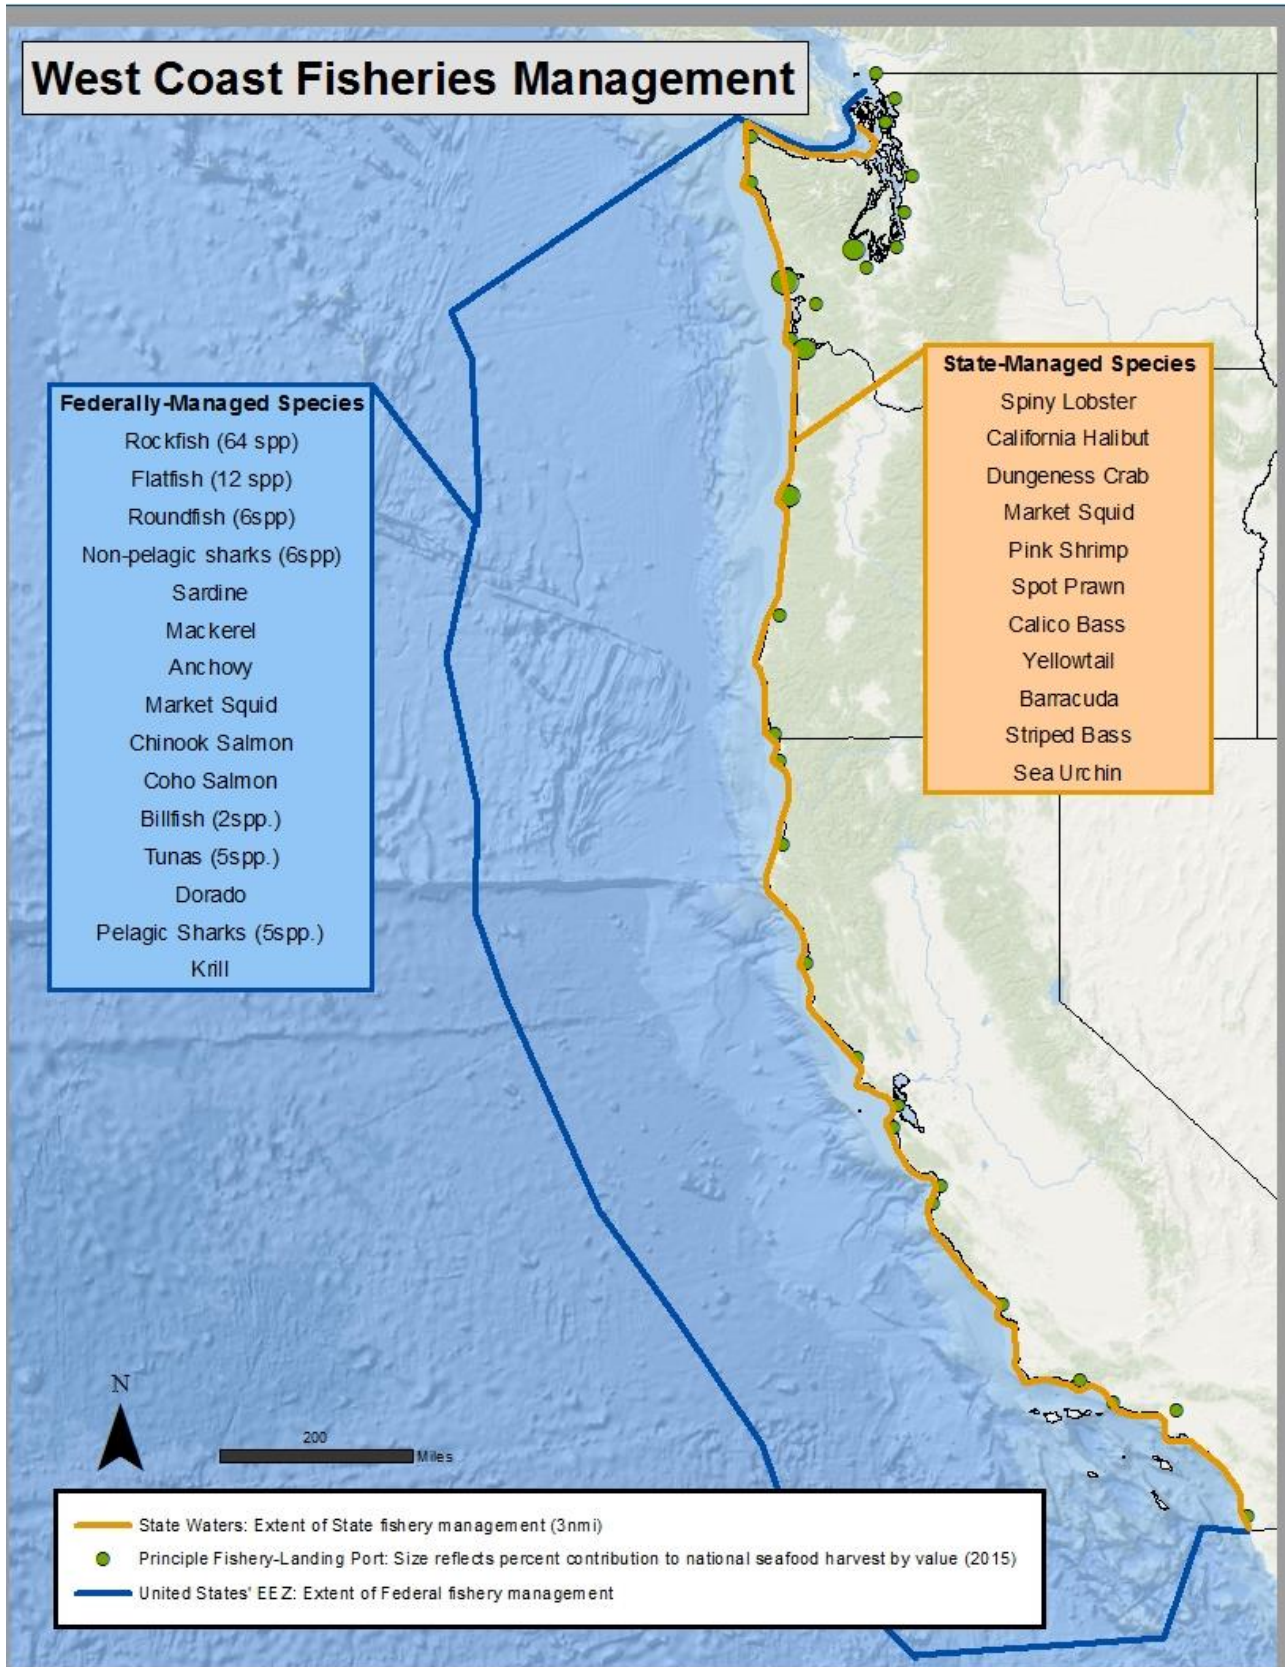 West Coast Fisheries Management
Federally-Managed Species
Rockfish (64 spp)
Flatfish (12 spp)
Roundfish (6spp)
Non-pelagic sharks (6spp)
Sardine
Mackerel
Anchovy
Market Squid
Chinook Salmon
Coho Salmon
Billfish (2spp.)
Tunas (5spp.)
Dorado
Pelagic Sharks (5spp.)
Krill
State-Managed Species
Spiny Lobster
California Halibut
Dungeness Crab
Market Squid
Pink Shrimp
Spot Prawn
Calico Bass
Yellowtail
Barracuda
Striped Bass
Sea Urchin
N
200
Miles
State Waters: Extent of State fishery management (3nmi)
Principle Fishery-Landing Port: Size reflects percent contribution to national seafood harvest by value (2015)
United States' EEZ: Extent of Federal fishery management